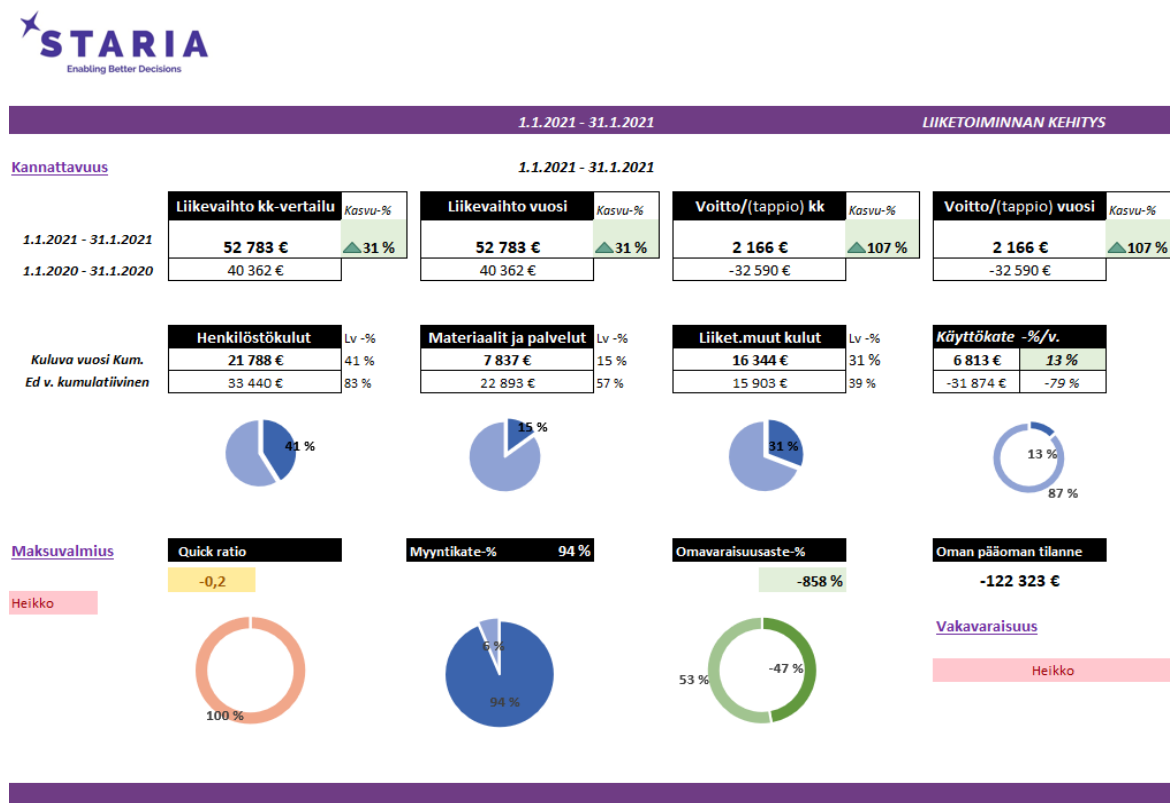 STARIA
Enabling Better Decisions
1.1.2021 - 31.1.2021 LIIKETOIMINNAN KEHITYS
Kannattavuus 1.1.2021 - 31.1.2021
Liikevaihto kk-vertailu Kasvu-% Liikevaihto vuosi Kasvu-% Voitto/(tappio) kk Kasvu-% Voitto/(tappio) vuosi Kasvu-%
1.1.2021 - 31.1.2021 52 783 € 31 % 52 783 € 31 % 2 166 € 107 % 2 166 € 107 %
1.1.2020 - 31.1.2020 40 362 € 40 362 € -32 590 € -32 590 €
Henkilöstökulut Lv -% Materiaalit ja palvelut Lv -% Liiket.muut kulut Lv -% Käyttökate -%/v.
Kuluva vuosi Kum. 21 788 € 41 % 7 837 € 15 % 16 344 € 31 % 6 813 € 13 %
Ed v. kumulatiivinen 33 440 € 83 % 22 893 € 57 % 15 903 € 39 % -31 874 € -79 %
41 % 15 % 31 % 13 %
87 %
Maksuvalmius Quick ratio Myyntikate-% 94 % Omavaraisuusaste-% Oman pääoman tilanne
-0,2 -858 % -122 323 €
Heikko
Vakavaraisuus
6 % 53 % -47 % Heikko
100 % 94 %